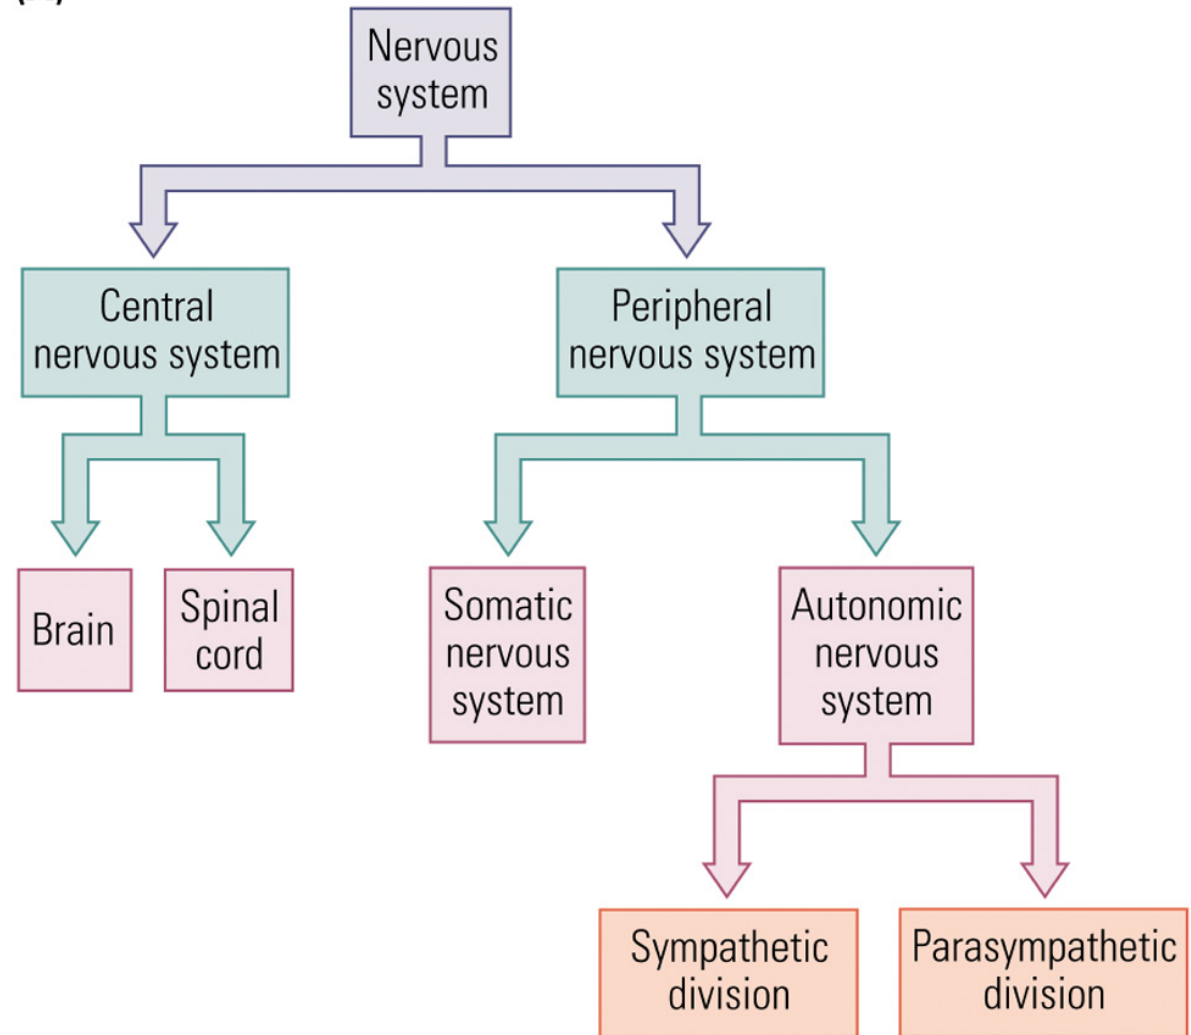 Nervous
system
Central
nervous system
Peripheral
nervous system
Brain
Spinal
cord
Somatic
nervous
system
Autonomic
nervous
system
Sympathetic
division
Parasympathetic
division